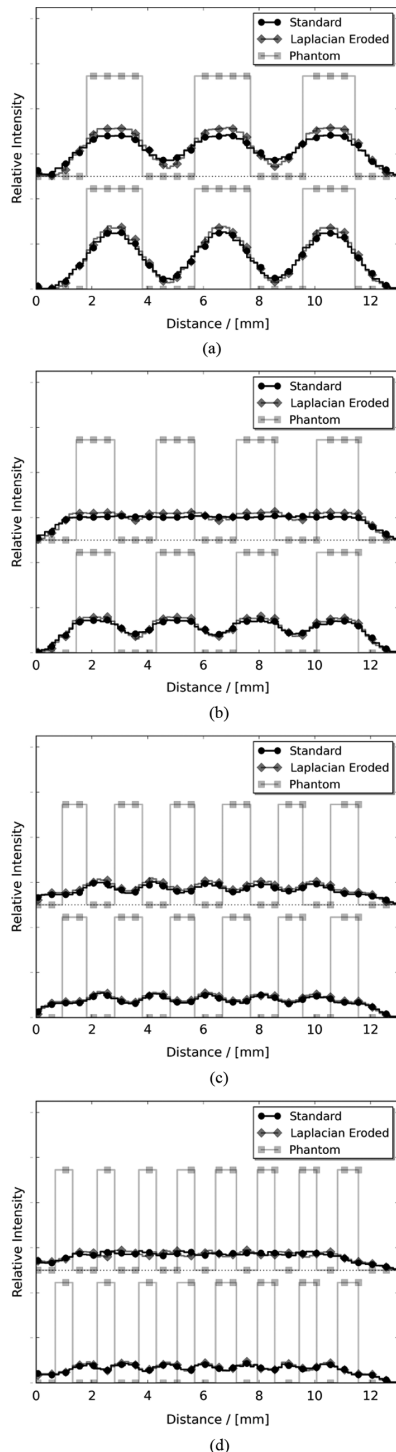 Standard
Laplacian Eroded
Phantom
Relative Intensity
0 2 4 6 8 10 12
Distance / [mm]
(a)
Standard
Laplacian Eroded
Phantom
Relative Intensity
0 2 4 6 8 10 12
Distance / [mm]
(b)
Standard
Laplacian Eroded
Phantom
Relative Intensity
0 2 4 6 8 10 12
Distance / [mm]
(c)
Standard
Laplacian Eroded
Phantom
Relative Intensity
0 2 4 6 8 10 12
Distance / [mm]
(d)